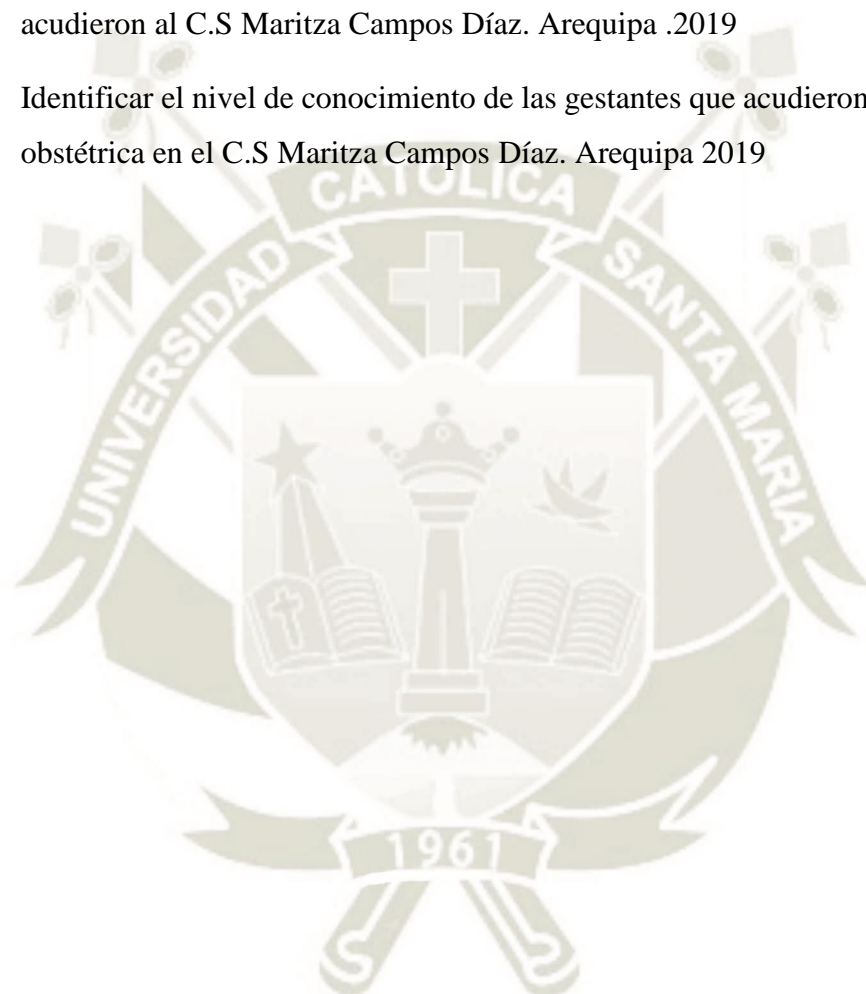 acudieron al C.S Maritza Campos Díaz. Arequipa .2019
Identificar el nivel de conocimiento de las gestantes que acudieron
obstétrica en el C.S Maritza Campos Díaz. Arequipa 2019
UNIVERSIDAD CATOLICA SANTA MARIA
1961